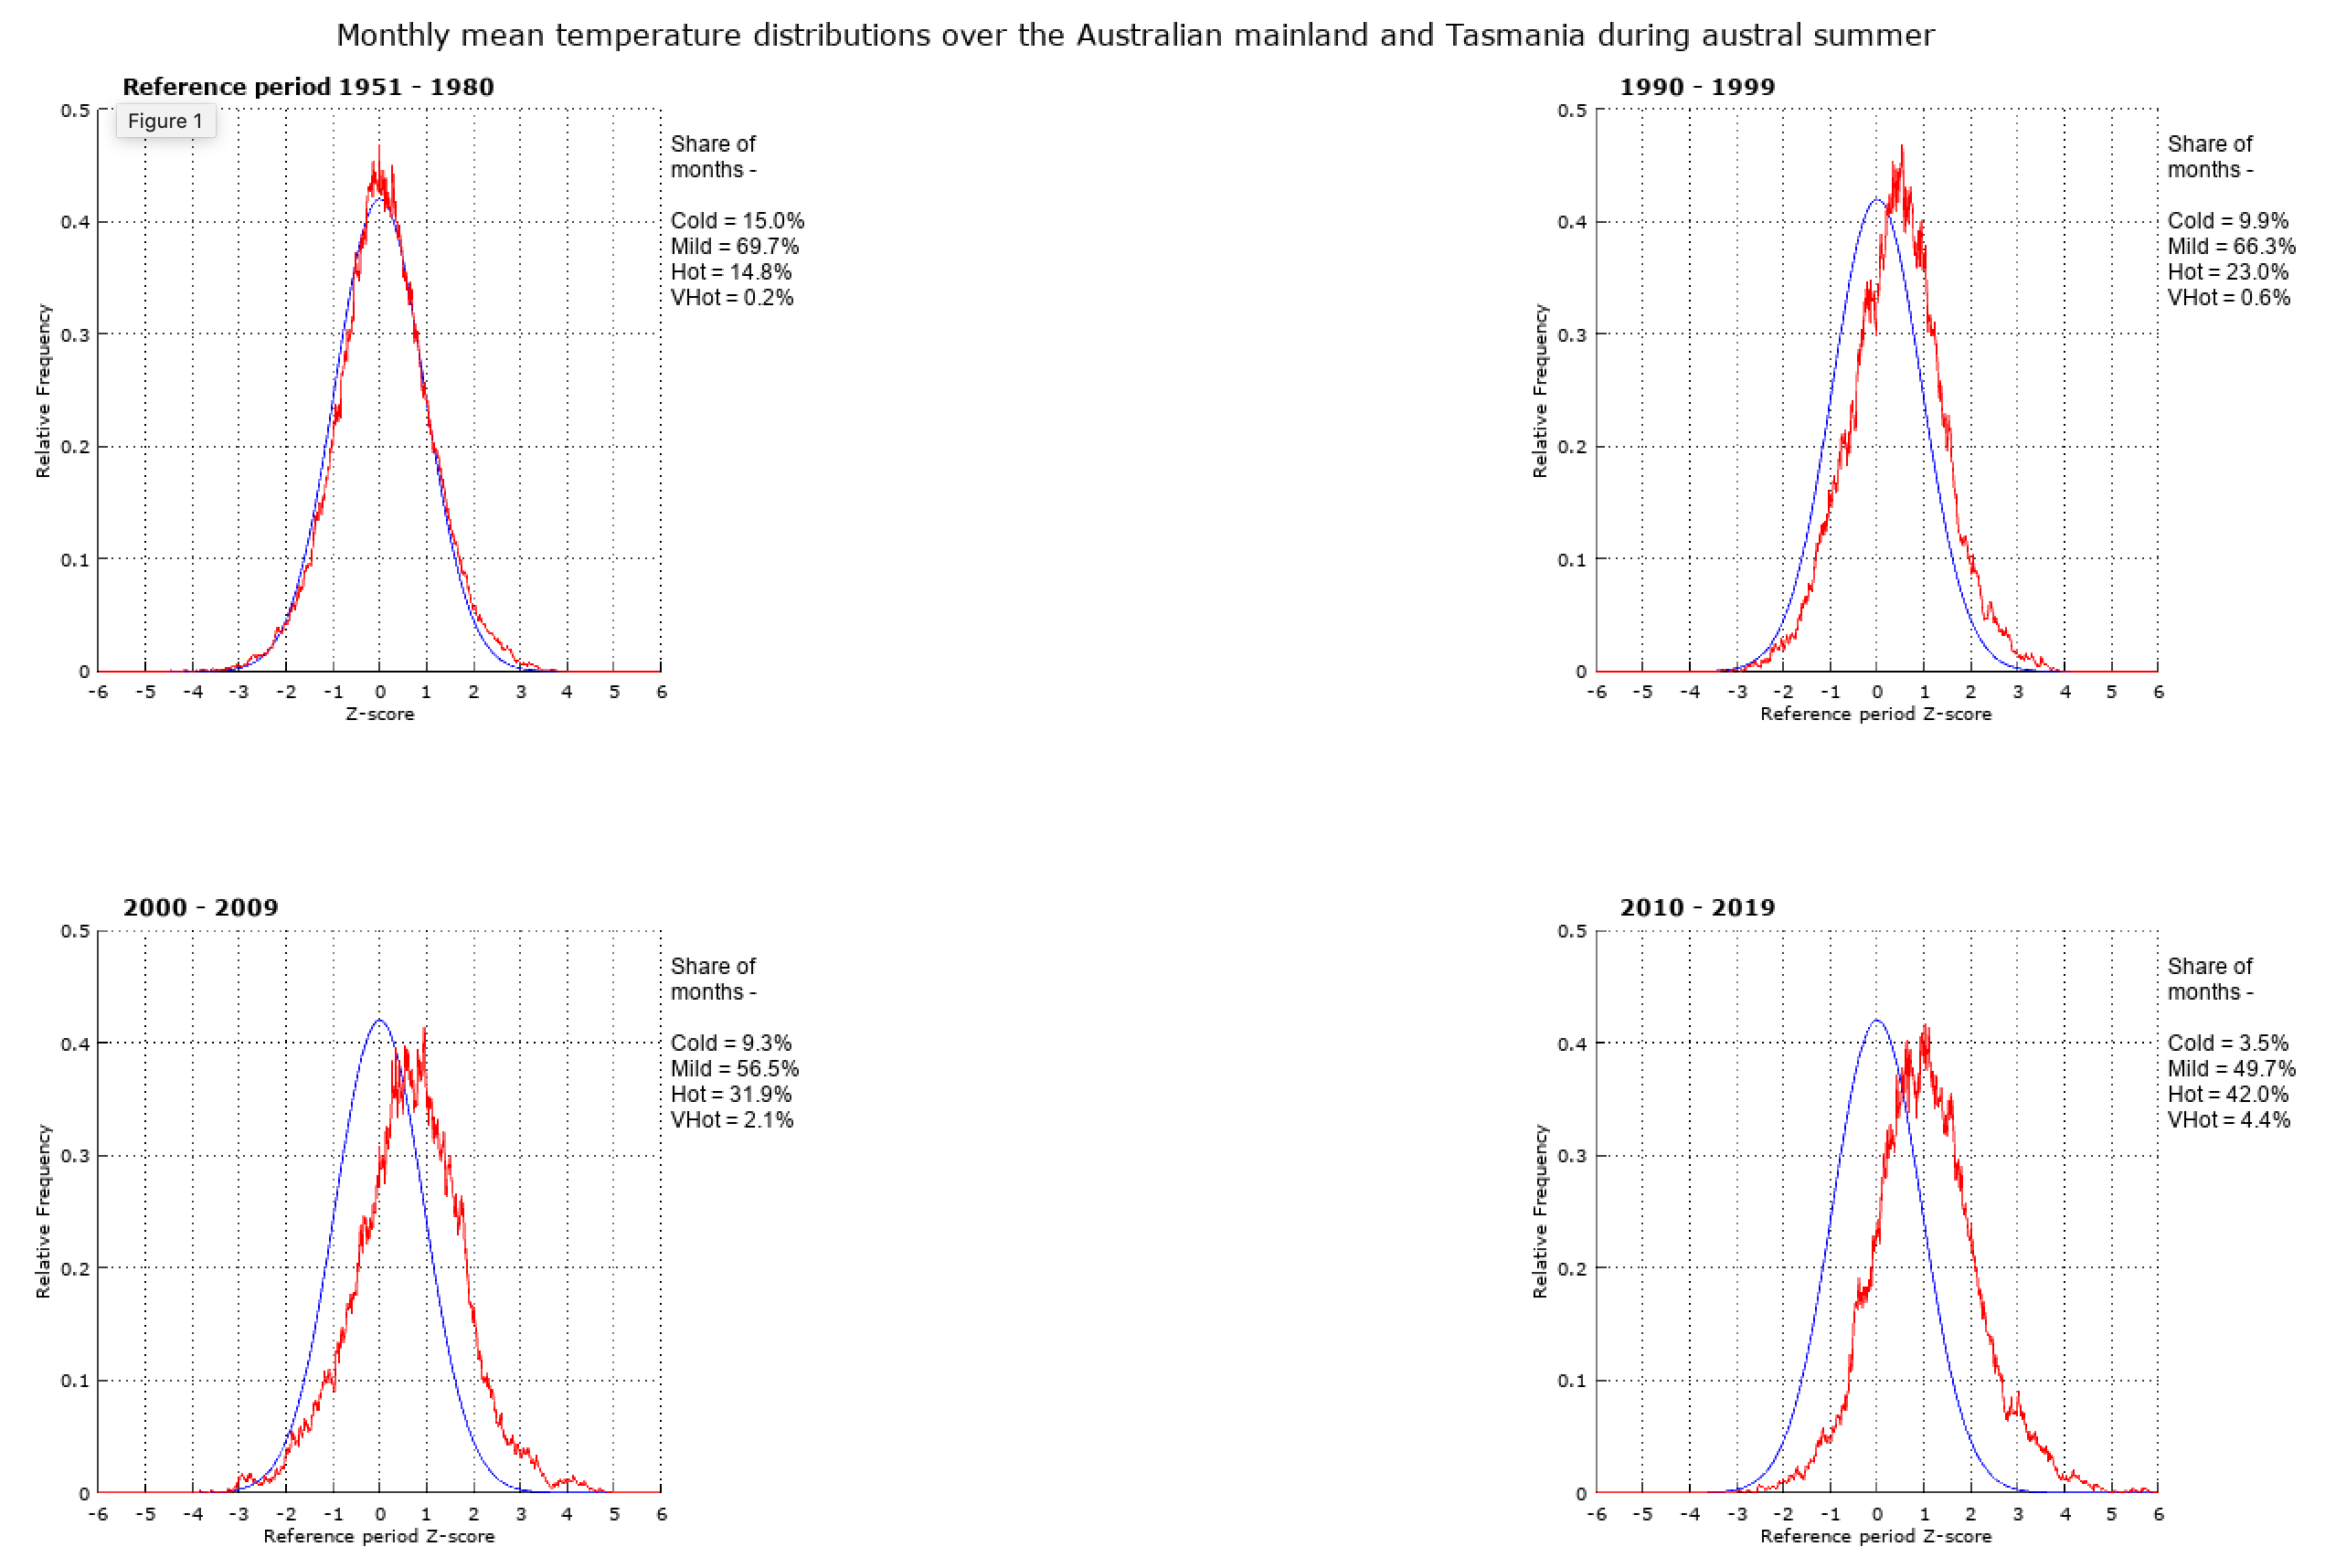 Monthly mean temperature distributions over the Australian mainland and Tasmania during austral summer
Reference period 1951 - 1980
Figure 1
0.5
0.4
0.3
0.2
0.1
0
Relative Frequency
-6 -5 -4 -3 -2 -1 0 1 2 3 4 5 6
Z-score
Share of
months -
Cold = 15.0%
Mild = 69.7%
Hot = 14.8%
VHot = 0.2%
1990 - 1999
0.5
0.4
0.3
0.2
0.1
0
Relative Frequency
-6 -5 -4 -3 -2 -1 0 1 2 3 4 5 6
Reference period Z-score
Share of
months -
Cold = 9.9%
Mild = 66.3%
Hot = 23.0%
VHot = 0.6%
2000 - 2009
0.5
0.4
0.3
0.2
0.1
0
Relative Frequency
-6 -5 -4 -3 -2 -1 0 1 2 3 4 5 6
Reference period Z-score
Share of
months -
Cold = 9.3%
Mild = 56.5%
Hot = 31.9%
VHot = 2.1%
2010 - 2019
0.5
0.4
0.3
0.2
0.1
0
Relative Frequency
-6 -5 -4 -3 -2 -1 0 1 2 3 4 5 6
Reference period Z-score
Share of
months -
Cold = 3.5%
Mild = 49.7%
Hot = 42.0%
VHot = 4.4%